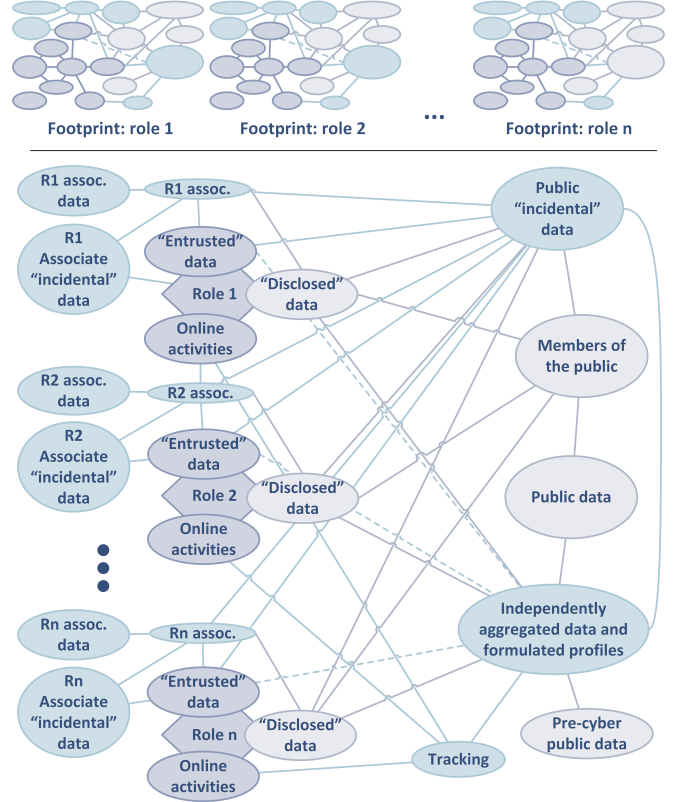 Footprint: role 1
Footprint: role 2
...
Footprint: role n
R1 assoc.
data
R1 assoc.
Public
“incidental”
data
R1
Associate
“incidental”
data
“Entrusted”
data
Role 1
“Disclosed”
data
Online
activities
Members of
the public
R2 assoc.
data
R2 assoc.
R2
Associate
“incidental”
data
“Entrusted”
data
Role 2
“Disclosed”
data
Public data
Online
activities
Independently
aggregated data and
formulated profiles
Rn assoc.
data
Rn assoc.
Rn
Associate
“incidental”
data
“Entrusted”
data
Role n
“Disclosed”
data
Pre-cyber
public data
Online
activities
Tracking